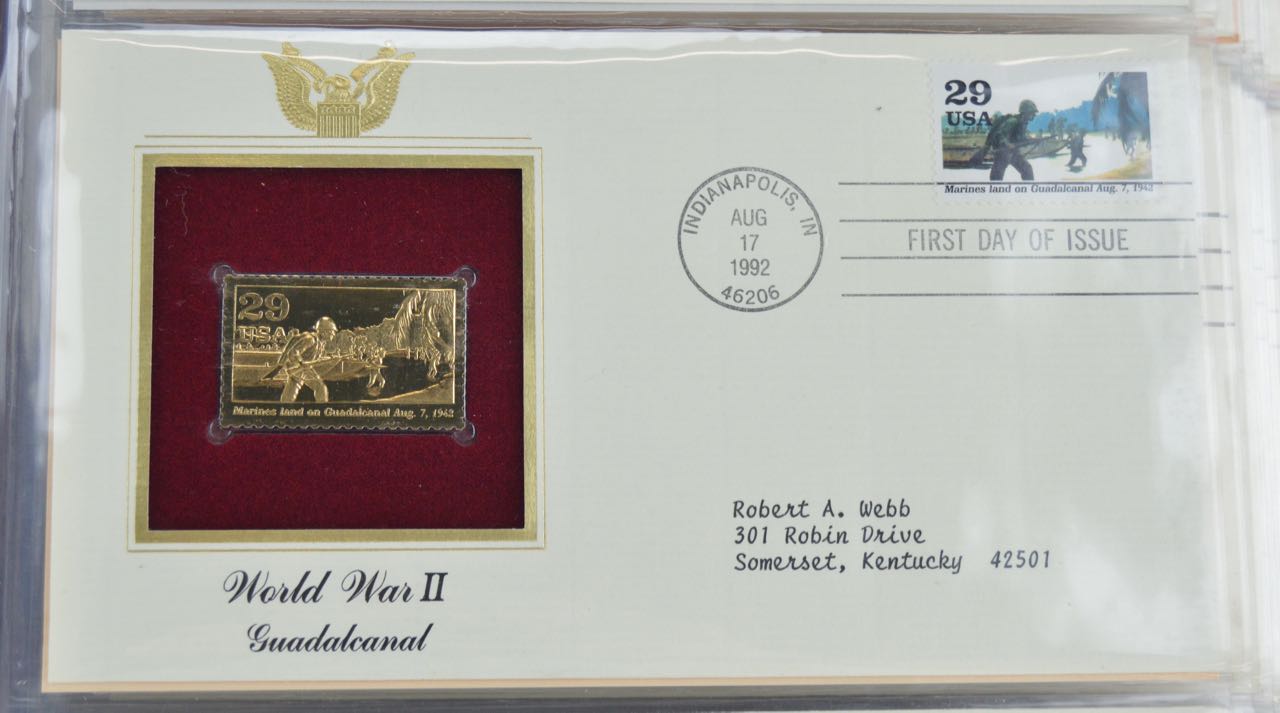 29
USA
Marines land on Guadalcanal Aug. 7, 1942
INDIANAPOLIS, IN
AUG
17
1992
46206
FIRST DAY OF ISSUE
29
USA
Marines land on Guadalcanal Aug. 7, 1942
Robert A. Webb
301 Robin Drive
Somerset, Kentucky 42501
World War II
Guadalcanal